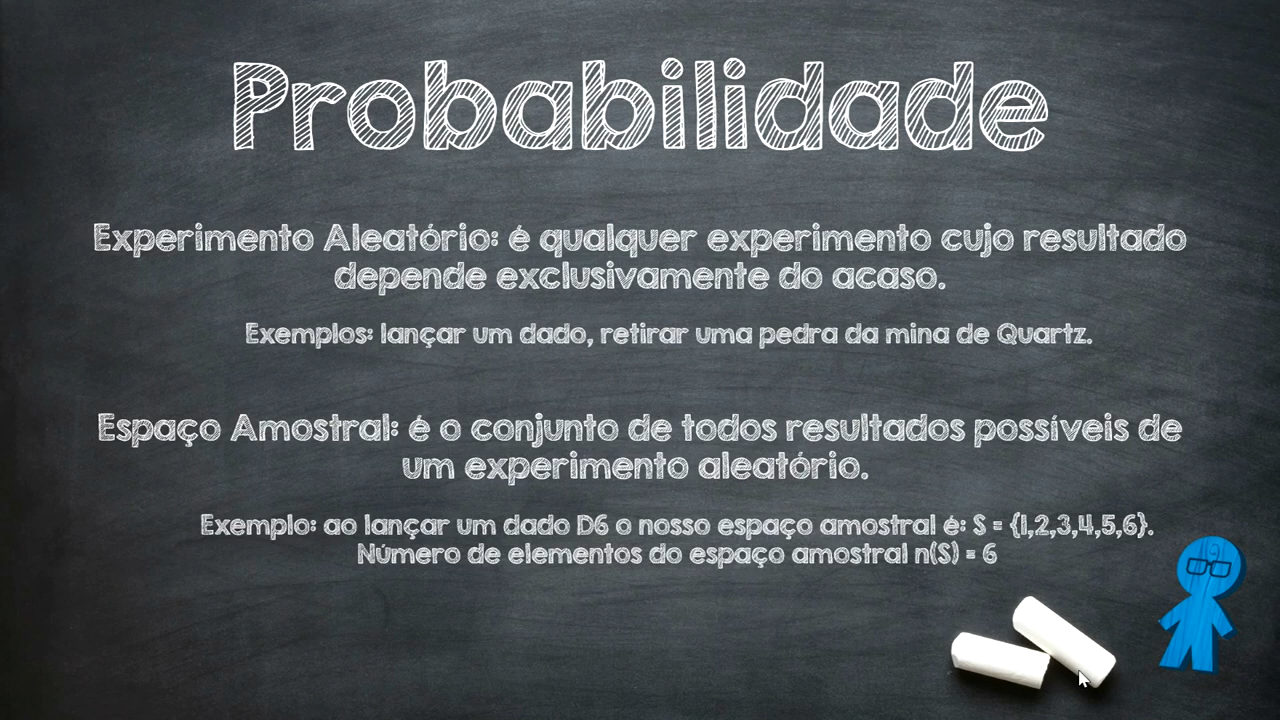 Probabilidade
Experimento Aleatório: é qualquer experimento cujo resultado
depende exclusivamente do acaso.
Exemplos: lançar um dado, retirar uma pedra da mina de Quartz.
Espaço Amostral: é o conjunto de todos resultados possíveis de
um experimento aleatório.
Exemplo: ao lançar um dado D6 o nosso espaço amostral é: S = {1,2,3,4,5,6}.
Número de elementos do espaço amostral n(S) = 6